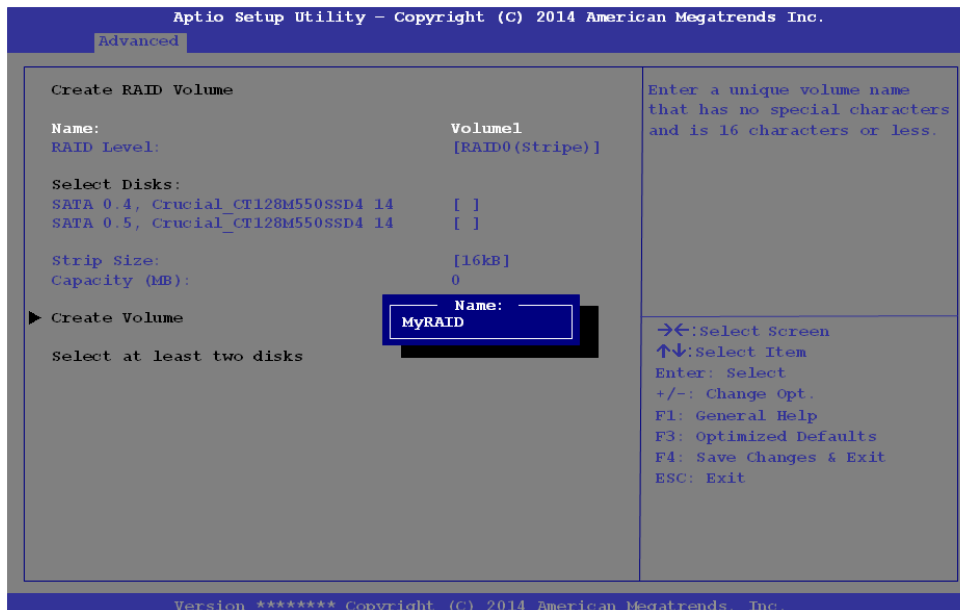 Aptio Setup Utility – Copyright (C) 2014 American Megatrends Inc.
Advanced
Create RAID Volume
Name: Volume1
RAID Level: [RAID0(Stripe)]
Select Disks:
SATA 0.4, Crucial_CT128M550SSD4 14 [ ]
SATA 0.5, Crucial_CT128M550SSD4 14 [ ]
Strip Size: [16kB]
Capacity (MB): 0
Create Volume
Select at least two disks
Name:
MyRAID
Enter a unique volume name
that has no special characters
and is 16 characters or less.
→←:Select Screen
↑↓:Select Item
Enter: Select
+/-: Change Opt.
F1: General Help
F3: Optimized Defaults
F4: Save Changes & Exit
ESC: Exit
Version ******** Copyright (C) 2014 American Megatrends, Inc.